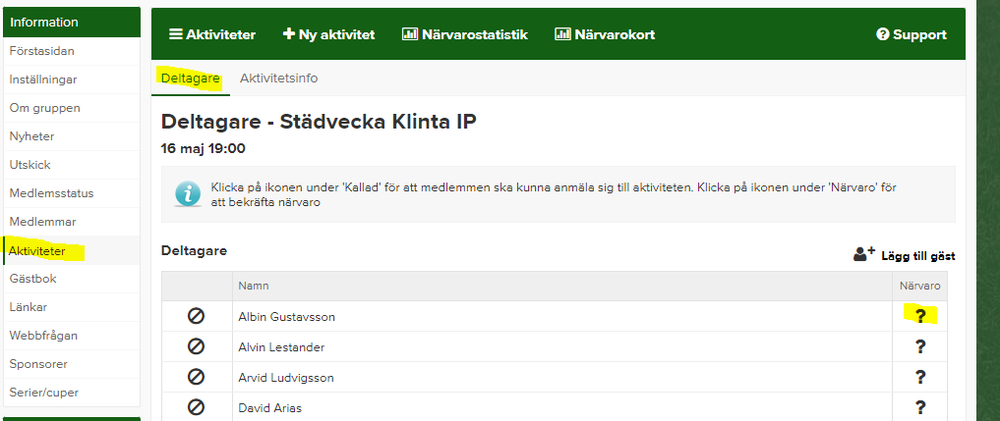 Information
Förstasidan
Inställningar
Om gruppen
Nyheter
Utskick
Medlemsstatus
Medlemmar
Aktiviteter
Gästbok
Länkar
Webbfrågan
Sponsorer
Serier/cuper
Aktiviteter Ny aktivitet Närvarostatistik Närvarokort Support
Deltagare Aktivitetsinfo
Deltagare - Städvecka Klinta IP
16 maj 19:00
Klicka på ikonen under 'Kallad' för att medlemmen ska kunna anmäla sig till aktiviteten. Klicka på ikonen under 'Närvaro' för
att bekräfta närvaro
Deltagare Lägg till gäst
Namn Närvaro
Albin Gustavsson ?
Alvin Lestander ?
Arvid Ludvigsson ?
David Arias ?